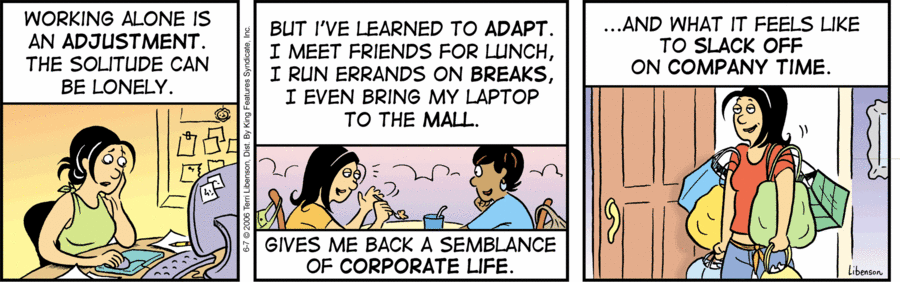 WORKING ALONE IS
AN ADJUSTMENT.
THE SOLITUDE CAN
BE LONELY.
6-7 © 2006 Terri Libenson, Dist. By King Features Syndicate, Inc.
BUT I'VE LEARNED TO ADAPT.
I MEET FRIENDS FOR LUNCH,
I RUN ERRANDS ON BREAKS,
I EVEN BRING MY LAPTOP
TO THE MALL.
GIVES ME BACK A SEMBLANCE
OF CORPORATE LIFE.
...AND WHAT IT FEELS LIKE
TO SLACK OFF
ON COMPANY TIME.
Libenson